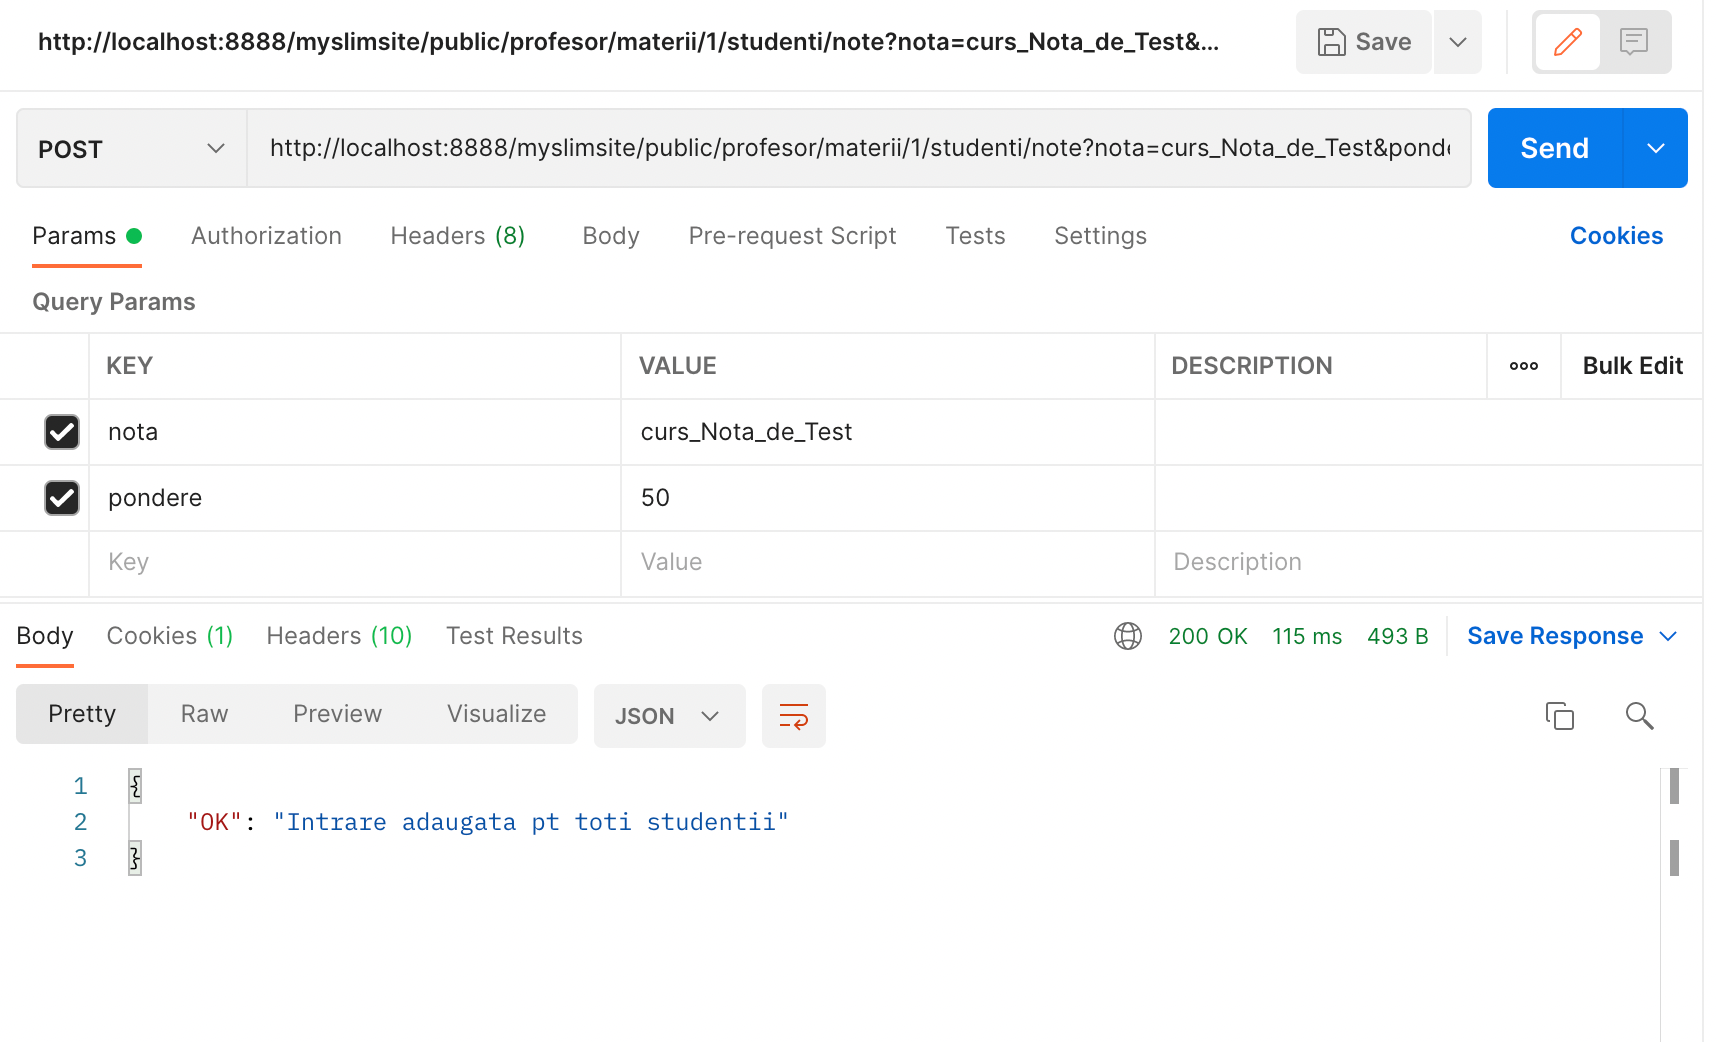 http://localhost:8888/myslimsite/public/profesor/materii/1/studenti/note?nota=curs_Nota_de_Test&...
Save
POST
http://localhost:8888/myslimsite/public/profesor/materii/1/studenti/note?nota=curs_Nota_de_Test&ponde
Send
Params Authorization Headers (8) Body Pre-request Script Tests Settings Cookies
Query Params
KEY VALUE DESCRIPTION ooo Bulk Edit
nota curs_Nota_de_Test
pondere 50
Key Value Description
Body Cookies (1) Headers (10) Test Results 200 OK 115 ms 493 B Save Response
Pretty Raw Preview Visualize JSON
1 {
2 "OK": "Intrare adaugata pt toti studentii"
3 }